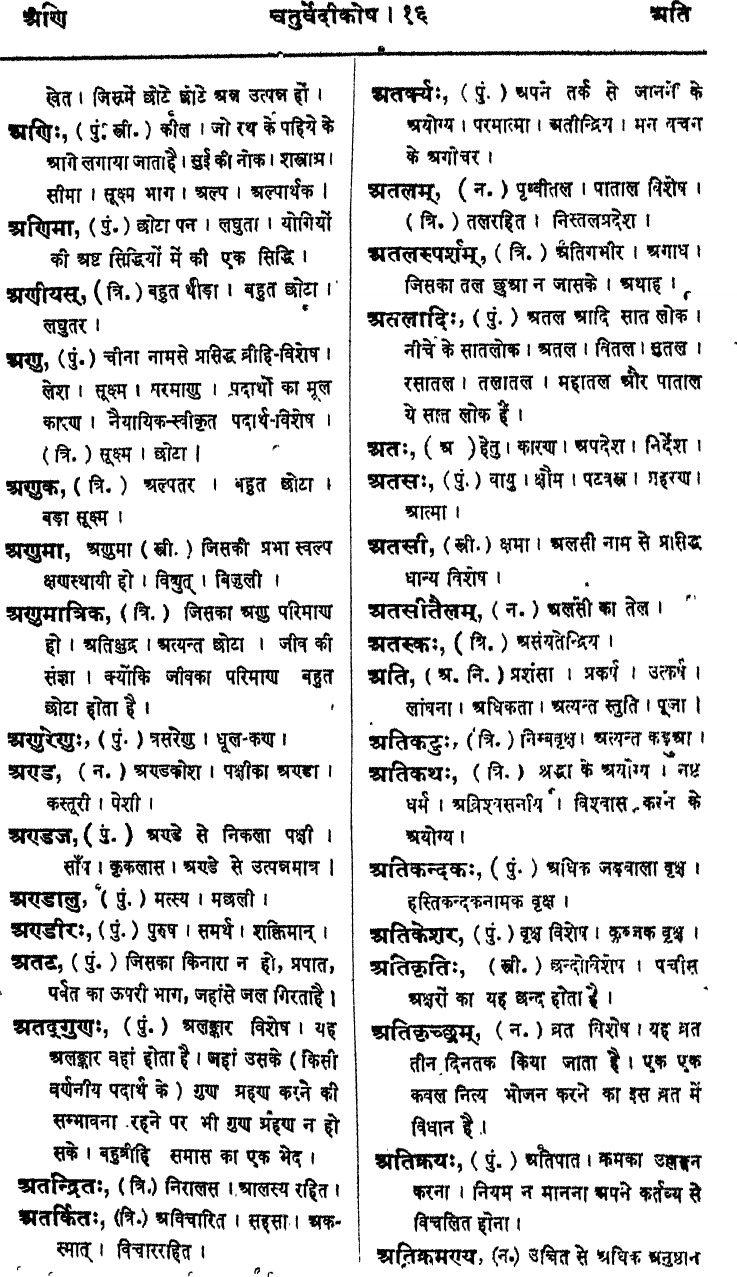 अणि चतुर्वेदीकोष । १६ अति
खेत । जिसमें छोटे छोटे अन्न उत्पन्न हों ।
अणिः, (पुं. स्त्री.) कील । जो रथ के पहिये के
आगे लगाया जाताहै । सुई की नोक । शस्त्राग्र ।
सीमा । सूक्ष्म भाग । अल्प । अल्पार्थक ।
अणिमा, (पुं.) छोटा पन । लघुता । योगियों
की अष्ट सिद्धियों में की एक सिद्धि ।
अणीयस्, (त्रि.) बहुत थोड़ा । बहुत छोटा ।
लघुतर ।
अणु, (पुं.) चीना नामसे प्रासिद्ध व्रीहि-विशेष ।
लेश । सूक्ष्म । परमाणु । पदार्थों का मूल
कारण । नैयायिक-स्वीकृत पदार्थ-विशेष ।
(त्रि.) सूक्ष्म । छोटा ।
अणुक, (त्रि.) अल्पतर । बहुत छोटा ।
बड़ा सूक्ष्म ।
अणुमा, अणुमा (स्त्री.) जिसकी प्रभा स्वल्प
क्षणस्थायी हो । विद्युत् । बिजुली ।
अणुमात्रिक, (त्रि.) जिसका अणु परिमाण
हो । अतिक्षुद्र । अत्यन्त छोटा । जीव की
संज्ञा । क्योंकि जीवका परिमाण बहुत
छोटा होता है ।
अणुरेणुः, (पुं.) त्रसरेणु । धूल-कण ।
अण्ड, (न.) अण्डकोश । पक्षीका अण्डा ।
कस्तूरी । पेशी ।
अण्डज, (पुं.) अण्डे से निकला पक्षी ।
साँप । कृकलास । अण्डे से उत्पन्नमात्र ।
अण्डालु, (पुं.) मत्स्य । मछली ।
अण्डीरः, (पुं.) पुरुष । समर्थ । शक्तिमान् ।
अतट, (पुं.) जिसका किनारा न हो, प्रपात,
पर्वत का ऊपरी भाग, जहांसे जल गिरताहै ।
अतद्गुणः, (पुं.) अलङ्कार विशेष । यह
अलङ्कार वहां होता है । जहां उसके (किसी
वर्णनीय पदार्थ के) गुण ग्रहण करने की
सम्भावना रहने पर भी गुण ग्रहण न हो
सके । बहुव्रीहि समास का एक भेद ।
अतन्द्रितः, (त्रि.) निरालस । आलस्य रहित ।
अतर्कितः, (त्रि.) अविचारित । सहसा । अक-
स्मात् । विचाररहित ।
अतर्क्यः, (पुं.) अपने तर्क से जानने के
अयोग्य । परमात्मा । अतीन्द्रिय । मन वचन
के अगोचर ।
अतलम्, (न.) पृथ्वीतल । पाताल विशेष ।
(त्रि.) तलरहित । निस्तलप्रदेश ।
अतलस्पर्शम्, (त्रि.) अतिगभीर । अगाध ।
जिसका तल छुआ न जासके । अथाह ।
अतलादिः, (पुं.) अतल आदि सात लोक ।
नीचे के सातलोक । अतल । वितल । सुतल ।
रसातल । तलातल । महातल और पाताल
ये सात लोक हैं ।
अतः, (अ) हेतु । कारण । अपदेश । निर्देश ।
अतसः, (पुं.) वायु । क्षौम । पटवस्त्र । प्रहरण ।
आत्मा ।
अतसी, (स्त्री.) क्षमा । अलसी नाम से प्रासिद्ध
धान्य विशेष ।
अतसीतैलम्, (न.) अलसी का तेल ।
अतस्कः, (त्रि.) असंयतेन्द्रिय ।
अति, (अ. नि.) प्रशंसा । प्रकर्ष । उत्कर्ष ।
लांघना । अधिकता । अत्यन्त स्तुति । पूजा ।
अतिकटुः, (त्रि.) निम्बवृक्ष । अत्यन्त कड़आ ।
अतिकथः, (त्रि.) श्रद्धा के अयोग्य । नष्ट
धर्म । अविश्वसनीय । विश्वास करन के
अयोग्य ।
अतिकन्दकः, (पुं.) अधिक जड़वाला वृक्ष ।
हस्तिकन्दकनामक वृक्ष ।
अतिकेशर, (पुं.) वृक्ष विशेष । कुब्जक वृक्ष ।
अतिकृतिः, (स्त्री.) छन्दोविशेष । पचीस
अक्षरों का यह छन्द होता है ।
अतिकृच्छ्रम्, (न.) व्रत विशेष । यह व्रत
तीन दिनतक किया जाता है । एक एक
कवल नित्य भोजन करने का इस व्रत में
विधान है ।
अतिक्रयः, (पुं.) अतिपात । क्रमका उल्लङ्घन
करना । नियम न मानना अपने कर्तव्य से
विचलित होना ।
अतिक्रमण्य, (न.) उचित से अधिक अनुष्ठान